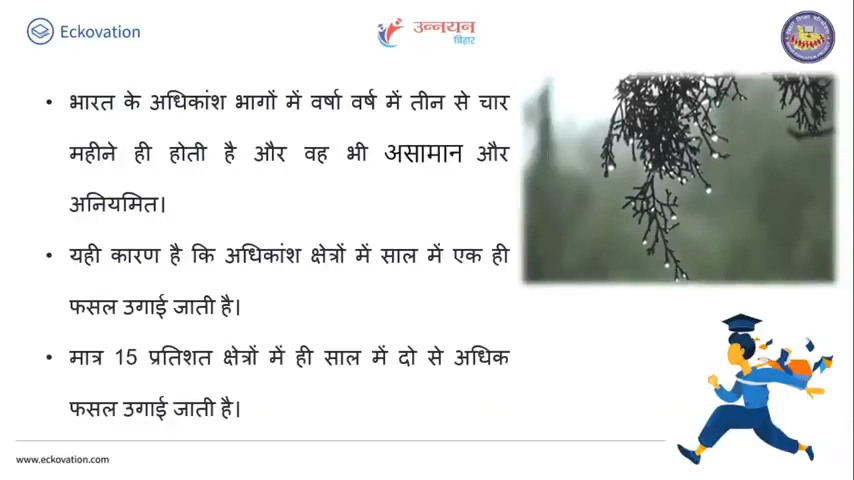 Eckovation
उन्नयन
बिहार
भारत के अधिकांश भागों में वर्षा वर्ष में तीन से चार
महीने ही होती है और वह भी असामान और
अनियमित।
यही कारण है कि अधिकांश क्षेत्रों में साल में एक ही
फसल उगाई जाती है।
मात्र 15 प्रतिशत क्षेत्रों में ही साल में दो से अधिक
फसल उगाई जाती है।
www.eckovation.com